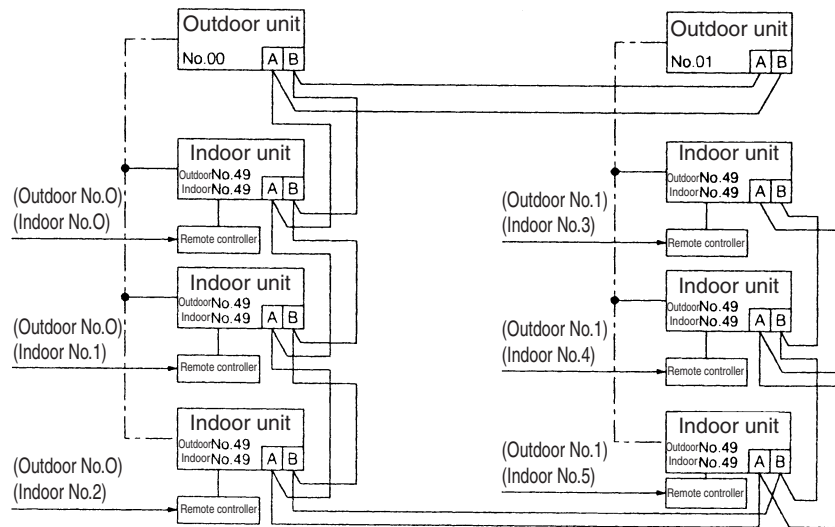 Outdoor unit
No.00
A B
Indoor unit
Outdoor No.49
Indoor No.49
A B
(Outdoor No.O)
(Indoor No.O)
Remote controller
Indoor unit
Outdoor No.49
Indoor No.49
A B
(Outdoor No.O)
(Indoor No.1)
Remote controller
Indoor unit
Outdoor No.49
Indoor No.49
A B
(Outdoor No.O)
(Indoor No.2)
Remote controller
Outdoor unit
No.01
A B
Indoor unit
Outdoor No.49
Indoor No.49
A B
(Outdoor No.1)
(Indoor No.3)
Remote controller
Indoor unit
Outdoor No.49
Indoor No.49
A B
(Outdoor No.1)
(Indoor No.4)
Remote controller
Indoor unit
Outdoor No.49
Indoor No.49
A B
(Outdoor No.1)
(Indoor No.5)
Remote controller